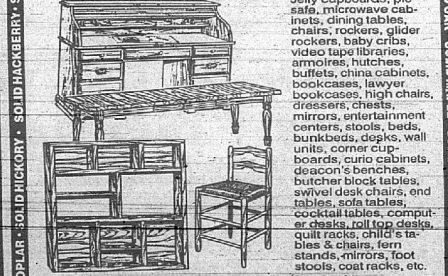 SOLID HACKBERRY
SOLID HICKORY
OPLAR
Jelly cupboards, pie
safe, microwave cab-
inets, dining tables,
chairs, rockers, glider
rockers, baby cribs,
video tape libraries,
armoires, hutches,
buffets, china cabinets,
bookcases, lawyer
bookcases, high chairs,
dressers, chests,
mirrors, entertainment
centers, stools, beds,
bunkbeds, desks, wall
units, corner cup-
boards, curio cabinets,
deacon's benches,
butcher block tables,
swivel desk chairs, end
tables, sofa tables,
cocktail tables, comput-
er desks, roll top desks,
quilt racks, child's ta-
bles & chairs, fern
stands, mirrors, foot
stools, coat racks, etc.